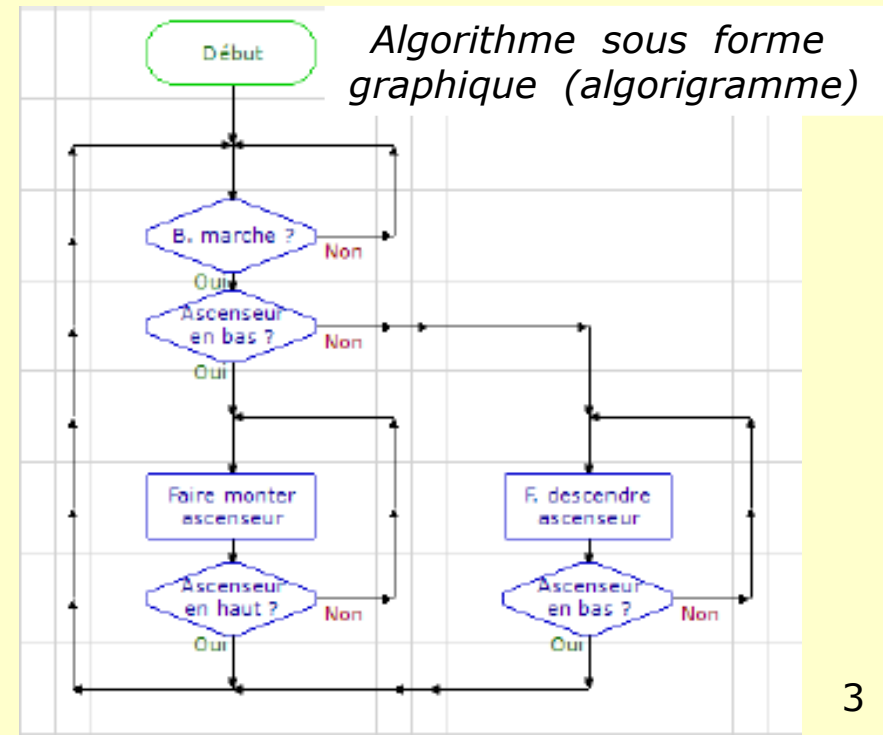 Algorithme sous forme
graphique (algorigramme)
Début
B. marche ?
Non
Oui
Ascenseur
en bas ?
Non
Oui
Faire monter
ascenseur
F. descendre
ascenseur
Ascenseur
en haut ?
Non
Oui
Ascenseur
en bas ?
Non
Oui
3